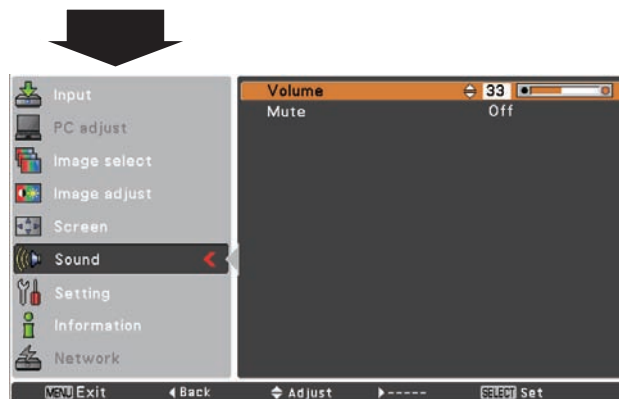 Input
PC adjust
Image select
Image adjust
Screen
Sound
Setting
Information
Network
Volume 33
Mute Off
MENU Exit Back Adjust ----- SELECT Set